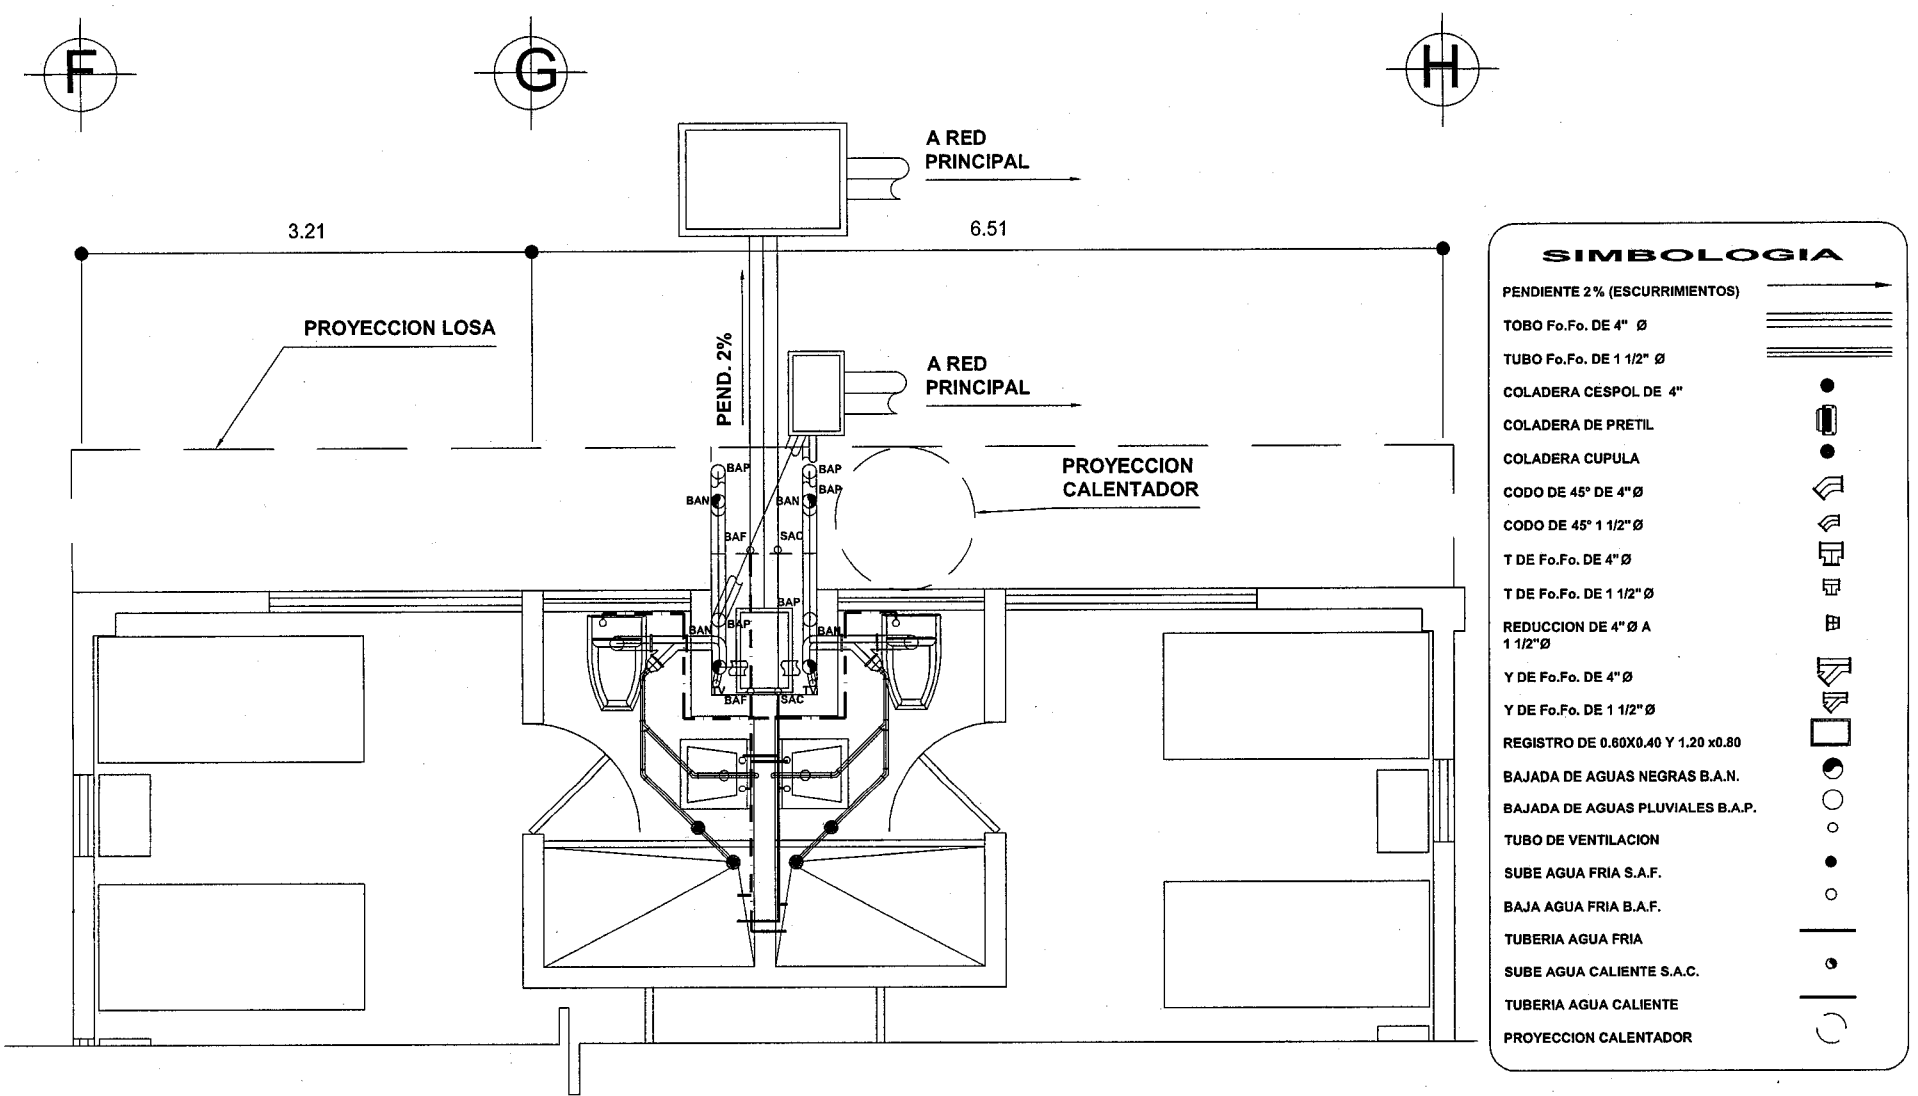 F
G
H
A RED
PRINCIPAL
3.21
6.51
PROYECCION LOSA
PEND. 2%
A RED
PRINCIPAL
PROYECCION
CALENTADOR
BAP
BAP
BAP
BAN
BAN
BAF
SAC
BAP
BAP
BAN
BAN
TV
TV
BAF
SAC
SIMBOLOGIA
PENDIENTE 2% (ESCURRIMIENTOS)
TOBO Fo.Fo. DE 4" Ø
TUBO Fo.Fo. DE 1 1/2" Ø
COLADERA CESPOL DE 4"
COLADERA DE PRETIL
COLADERA CUPULA
CODO DE 45° DE 4"Ø
CODO DE 45° 1 1/2"Ø
T DE Fo.Fo. DE 4"Ø
T DE Fo.Fo. DE 1 1/2"Ø
REDUCCION DE 4"Ø A
1 1/2"Ø
Y DE Fo.Fo. DE 4"Ø
Y DE Fo.Fo. DE 1 1/2"Ø
REGISTRO DE 0.60X0.40 Y 1.20 x0.80
BAJADA DE AGUAS NEGRAS B.A.N.
BAJADA DE AGUAS PLUVIALES B.A.P.
TUBO DE VENTILACION
SUBE AGUA FRIA S.A.F.
BAJA AGUA FRIA B.A.F.
TUBERIA AGUA FRIA
SUBE AGUA CALIENTE S.A.C.
TUBERIA AGUA CALIENTE
PROYECCION CALENTADOR